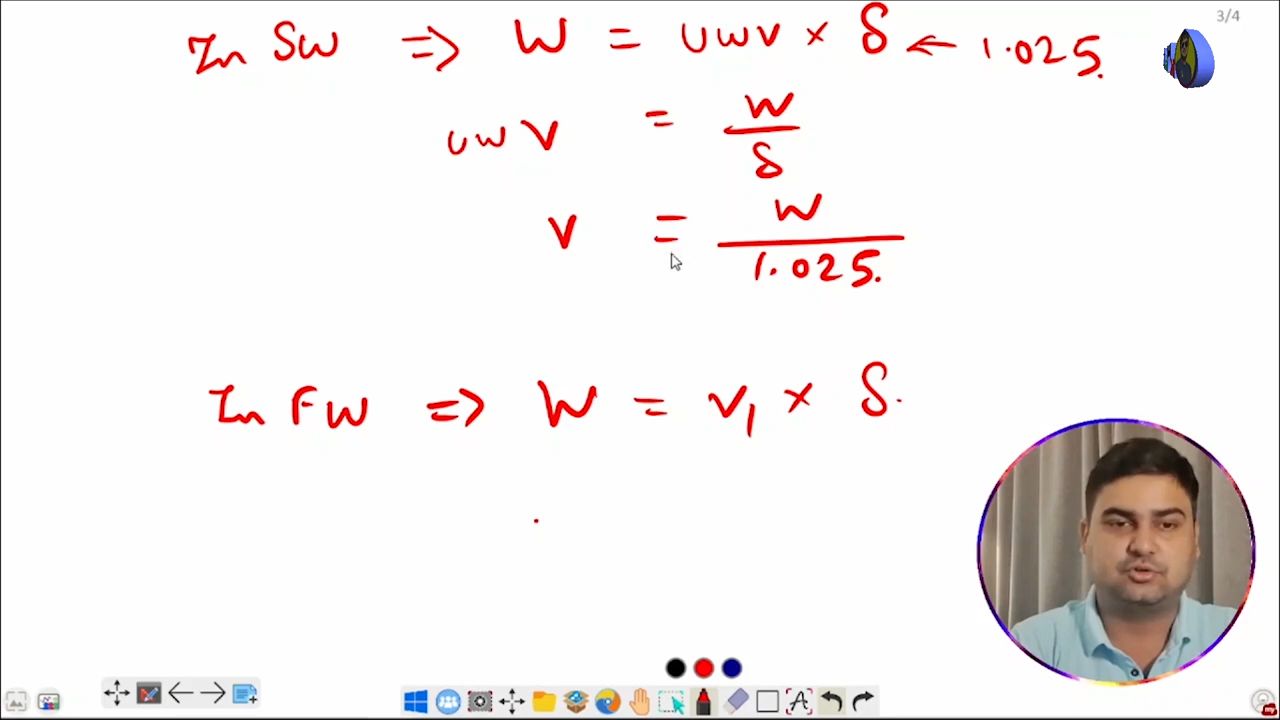 3/4
In SW => W = UWV × δ ← 1.025.
UWV = W/δ
V = W/1.025.
In FW => W = V₁ × δ.